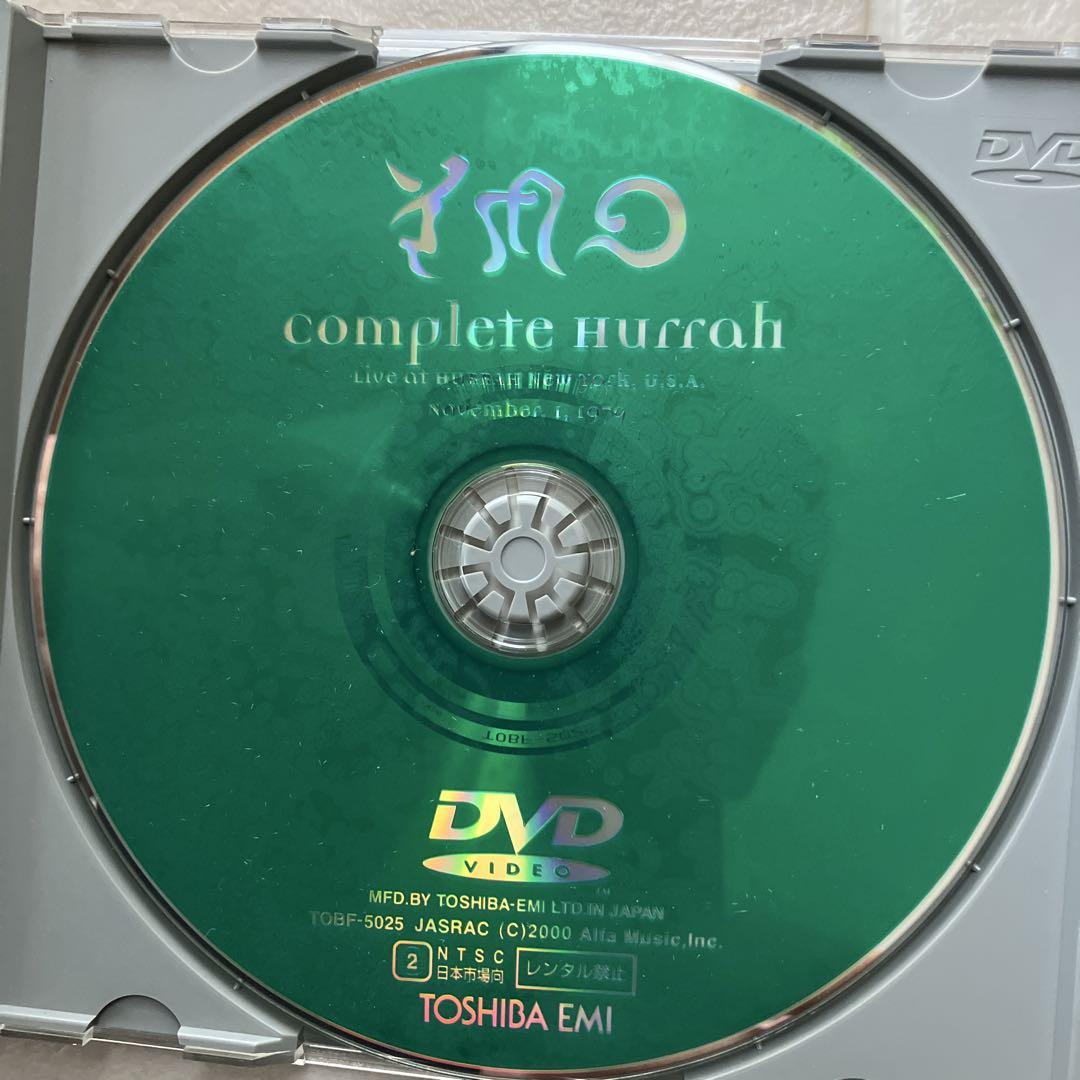 DVD
YMO
complete Hurrah
Live at HURRAH New York, U.S.A.
November, 1, 1979
DVD
VIDEO
TM
MFD.BY TOSHIBA-EMI LTD.IN JAPAN
TOBF-5025 JASRAC (C)2000 Alfa Music,Inc.
2 NTSC
日本市場向 レンタル禁止
TOSHIBA EMI